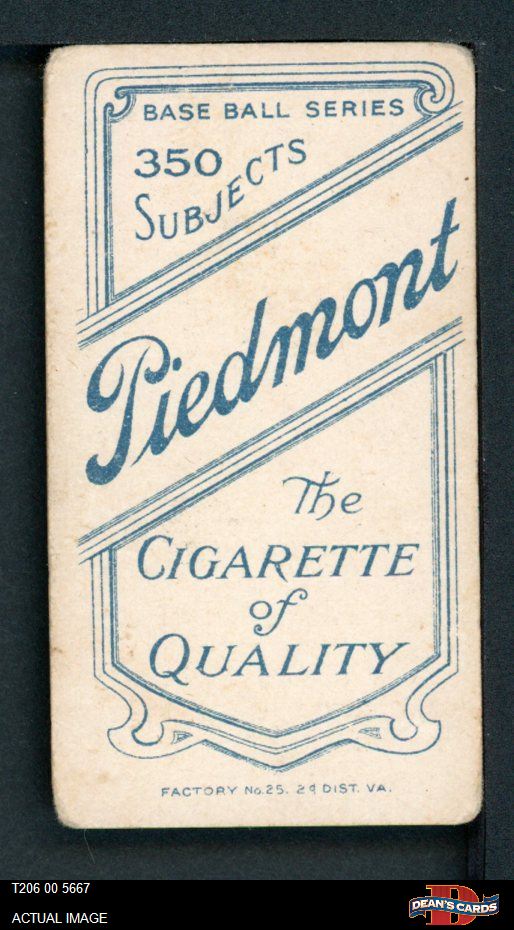 BASE BALL SERIES
350
SUBJECTS
Piedmont
The
CIGARETTE
of
QUALITY
FACTORY No. 25. 2d DIST. VA.
T206 00 5667
ACTUAL IMAGE
D
DEAN'S CARDS